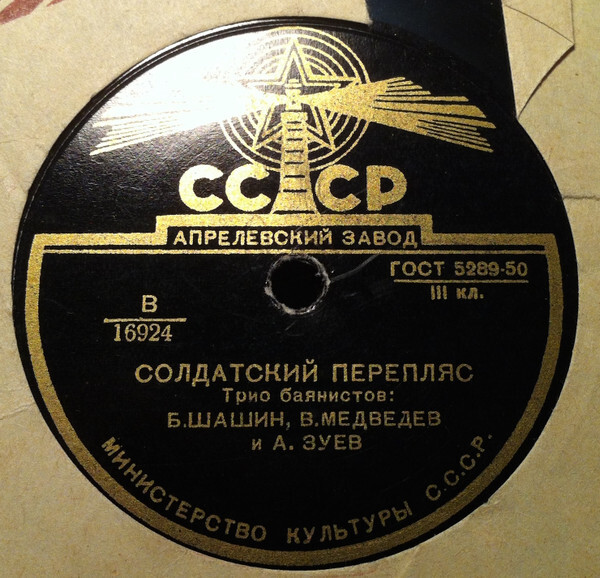 СССР
АПРЕЛЕВСКИЙ ЗАВОД
ГОСТ 5289-50
III кл.
В
16924
СОЛДАТСКИЙ ПЕРЕПЛЯС
Трио баянистов:
Б.ШАШИН, В.МЕДВЕДЕВ
и А. ЗУЕВ
МИНИСТЕРСТВО КУЛЬТУРЫ С.С.С.Р.